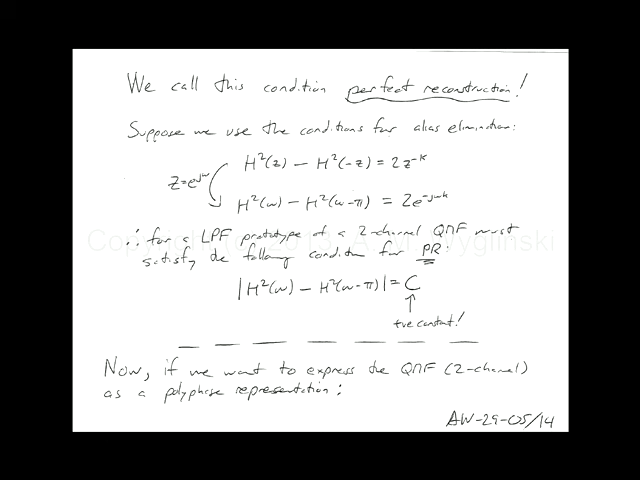 We call this condition perfect reconstruction!
Suppose we use the conditions for alias elimination:
H²(z) − H²(-z) = 2z^-k
z=e^jω
H²(ω) − H²(ω-π) = 2e^-jωk
∴ for a LPF prototype of a 2-channel QMF must
satisfy the following condition for PR
|H²(ω) − H²(ω-π)| = C
↑
+ve constant!
Now, if we want to express the QMF (2-channel)
as a polyphase representation:
AW-29-05/14